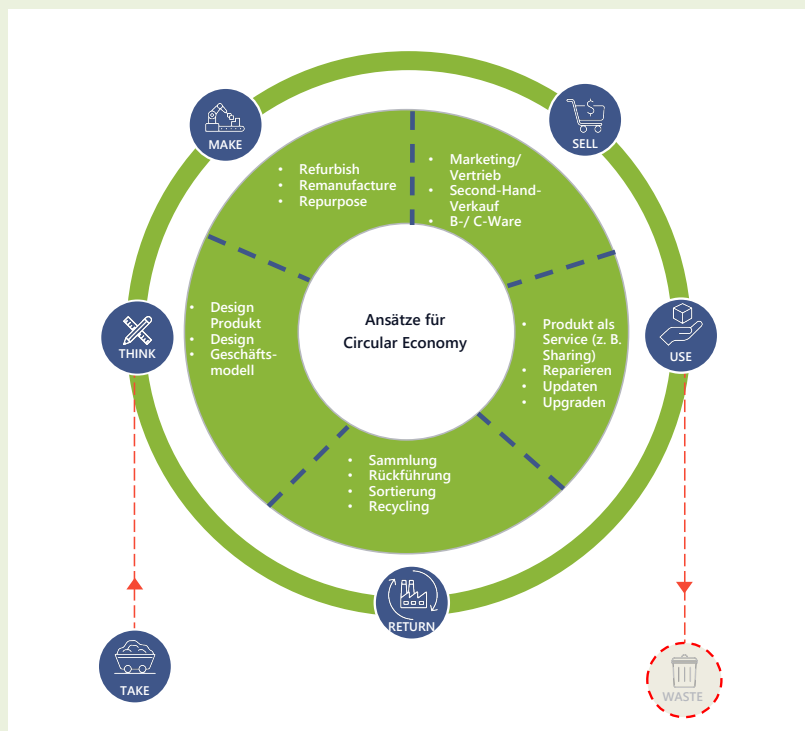 MAKE
SELL
• Refurbish
• Remanufacture
• Repurpose
• Marketing/
Vertrieb
• Second-Hand-
Verkauf
• B-/ C-Ware
THINK
• Design
Produkt
• Design
• Geschäfts-
modell
Ansätze für
Circular Economy
• Produkt als
Service (z. B.
Sharing)
• Reparieren
• Updaten
• Upgraden
USE
• Sammlung
• Rückführung
• Sortierung
• Recycling
RETURN
TAKE
WASTE
$